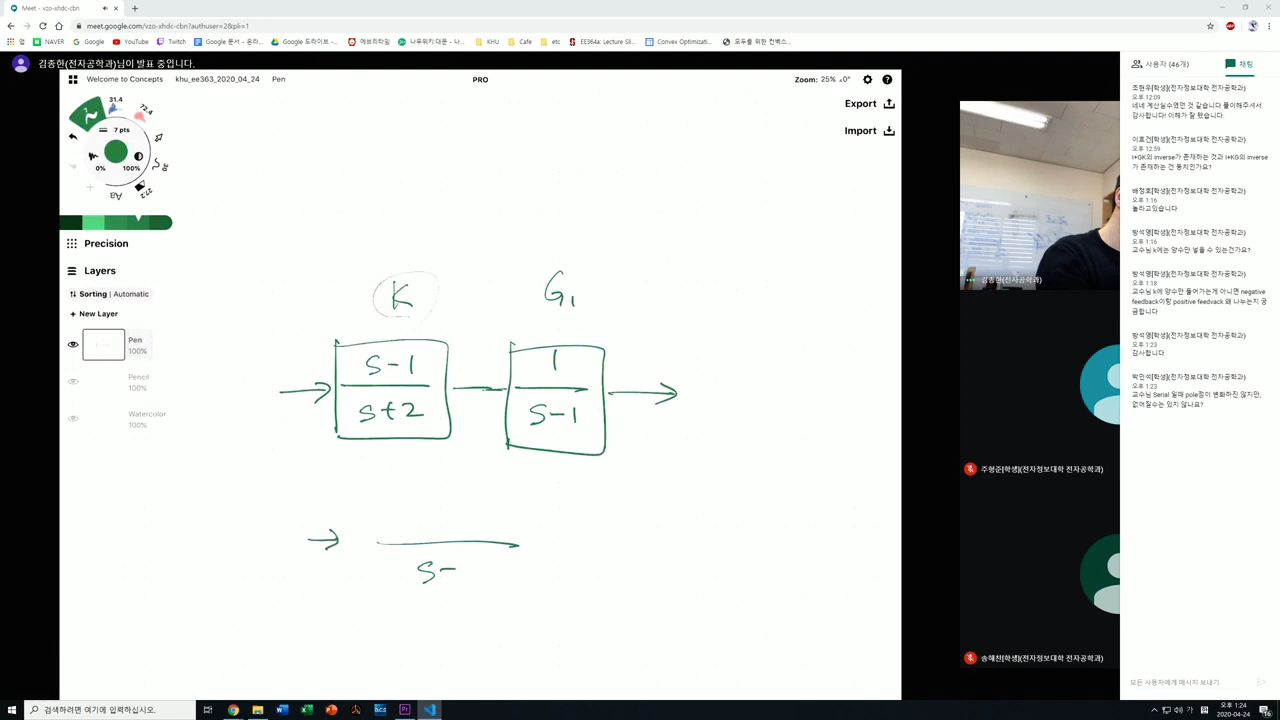 Meet - vzo-xhdc-cbn
meet.google.com/vzo-xhdc-cbn?authuser=2&pli=1
앱 NAVER Google YouTube Twitch Google 문서 - 온라... Google 드라이브 -... 에브리타임 나무위키:대문 - 나... KHU Cafe etc EE364a: Lecture Sli... Convex Optimizati... 모두를 위한 컨벡스...
김종한(전자공학과)님이 발표 중입니다.
Welcome to Concepts khu_ee363_2020_04_24 Pen PRO Zoom: 25% ⊿0°
Export
Import
31.4
72.4
7 pts
0% 100%
30
27.2
Aa
Precision
Layers
Sorting | Automatic
+ New Layer
Pen
100%
Pencil
100%
Watercolor
100%
K G₁
s-1 1
s+2 s-1
→
s-
김종한(전자공학과)
주형준[학생](전자정보대학 전자공학과)
송해찬[학생](전자정보대학 전자공학과)
사용자 (46개) 채팅
조현우[학생](전자정보대학 전자공학과)
오후 12:09
네네 계산실수였던 것 같습니다 풀이해주셔서
감사합니다! 이해가 잘 됐습니다.
이효건[학생](전자정보대학 전자공학과)
오후 12:59
I+GK의 inverse가 존재하는 것과 I+KG의 inverse
가 존재하는 건 동치인가요?
배정호[학생](전자정보대학 전자공학과)
오후 1:16
놀라고있습니다
방석영[학생](전자정보대학 전자공학과)
오후 1:16
교수님 k에는 양수만 넣을 수 있는건가요?
방석영[학생](전자정보대학 전자공학과)
오후 1:18
교수님 k에 양수만 들어가는게 아니면 negative
feedback이랑 positive feedvack 왜 나누는지 궁
금합니다
방석영[학생](전자정보대학 전자공학과)
오후 1:23
감사합니다
박민석[학생](전자정보대학 전자공학과)
오후 1:23
교수님 Serial 일때 pole점이 변화하진 않지만,
없어질수는 있지 않나요?
모든 사용자에게 메시지 보내기
검색하려면 여기에 입력하십시오.
가
오후 1:24
2020-04-24